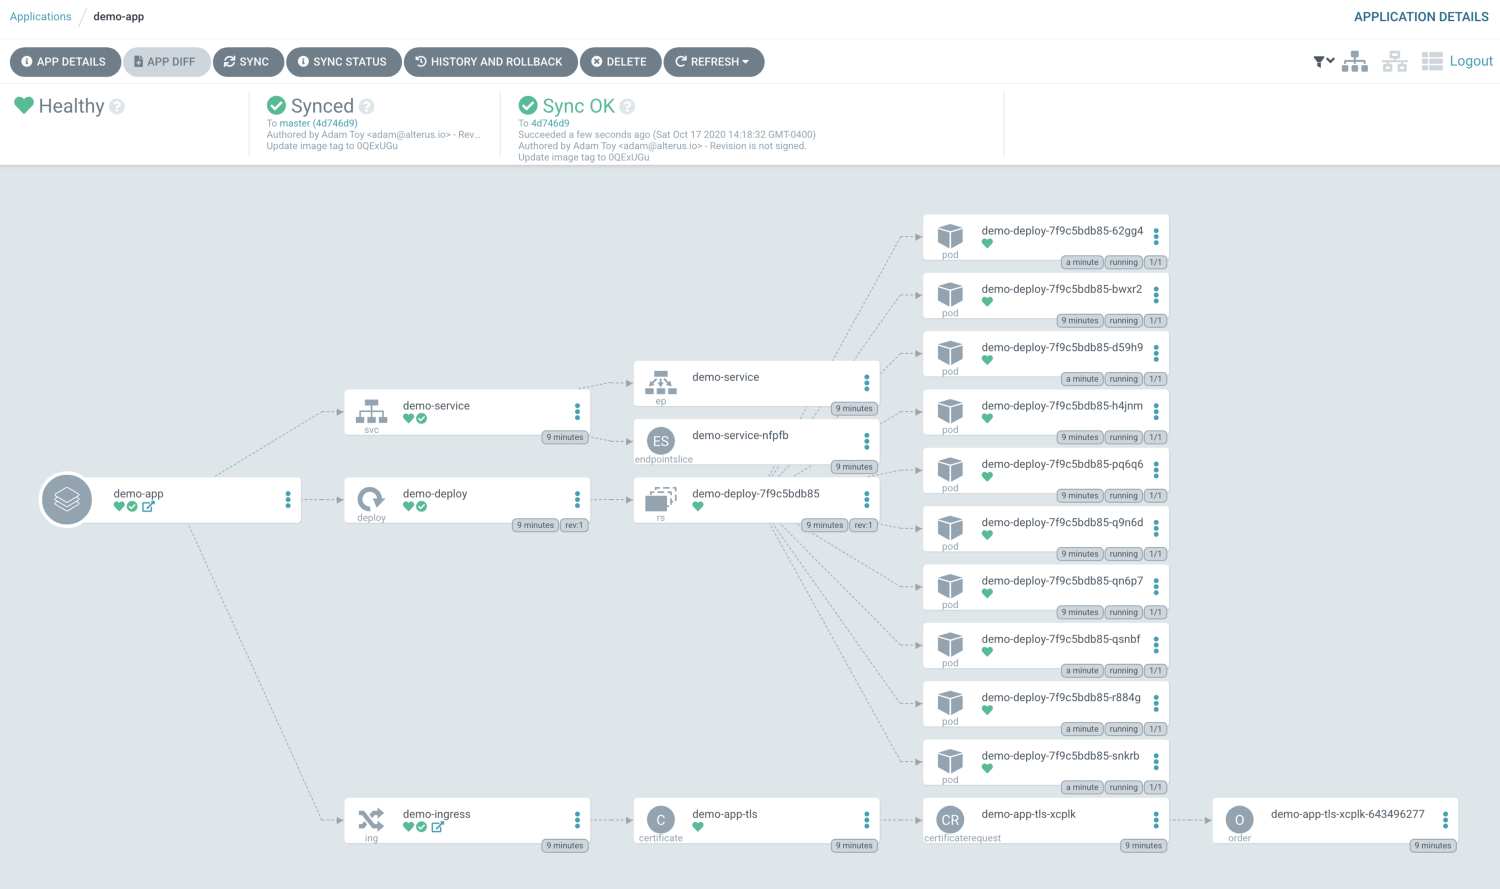 Applications / demo-app
APPLICATION DETAILS
APP DETAILS
APP DIFF
SYNC
SYNC STATUS
HISTORY AND ROLLBACK
DELETE
REFRESH
Logout
Healthy
Synced
To master (4d746d9)
Authored by Adam Toy <adam@alterus.io> - Rev...
Update image tag to 0QExUGu
Sync OK
To 4d746d9
Succeeded a few seconds ago (Sat Oct 17 2020 14:18:32 GMT-0400)
Authored by Adam Toy <adam@alterus.io> - Revision is not signed.
Update image tag to 0QExUGu
demo-app
demo-service
svc
9 minutes
demo-deploy
deploy
9 minutes rev:1
demo-ingress
ing
9 minutes
demo-service
ep
9 minutes
ES
demo-service-nfpfb
endpointslice
9 minutes
demo-deploy-7f9c5bdb85
rs
9 minutes rev:1
C
demo-app-tls
certificate
9 minutes
demo-deploy-7f9c5bdb85-62gg4
pod
a minute running 1/1
demo-deploy-7f9c5bdb85-bwxr2
pod
9 minutes running 1/1
demo-deploy-7f9c5bdb85-d59h9
pod
a minute running 1/1
demo-deploy-7f9c5bdb85-h4jnm
pod
9 minutes running 1/1
demo-deploy-7f9c5bdb85-pq6q6
pod
9 minutes running 1/1
demo-deploy-7f9c5bdb85-q9n6d
pod
9 minutes running 1/1
demo-deploy-7f9c5bdb85-qn6p7
pod
9 minutes running 1/1
demo-deploy-7f9c5bdb85-qsnbf
pod
a minute running 1/1
demo-deploy-7f9c5bdb85-r884g
pod
a minute running 1/1
demo-deploy-7f9c5bdb85-snkrb
pod
a minute running 1/1
CR
demo-app-tls-xcplk
certificaterequest
9 minutes
O
demo-app-tls-xcplk-643496277
order
9 minutes